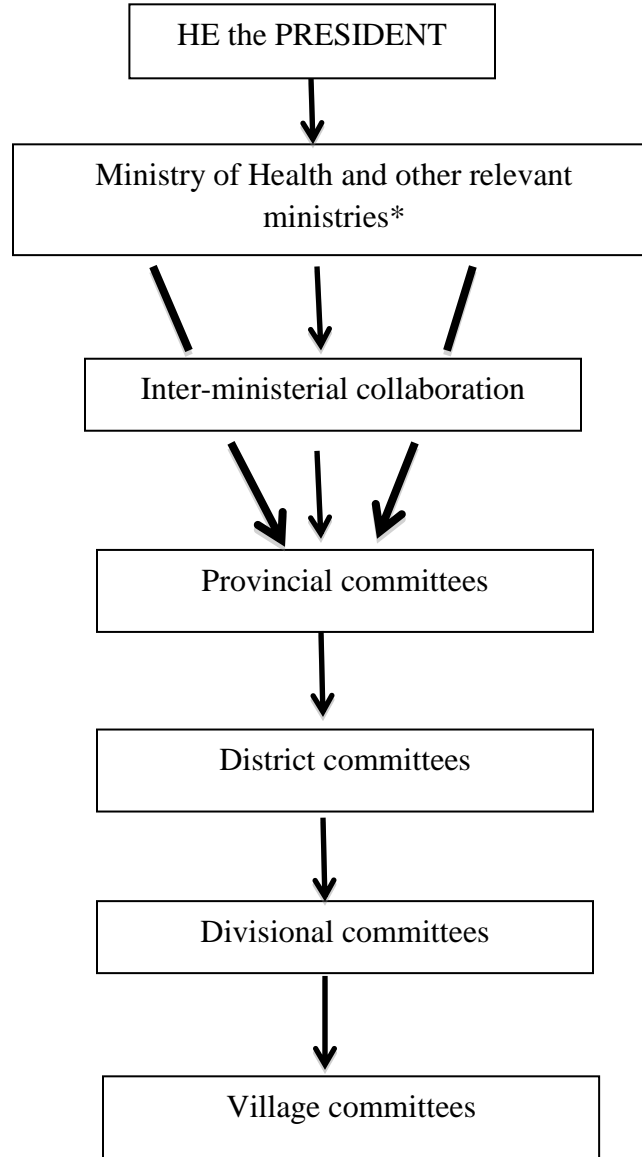 HE the PRESIDENT
Ministry of Health and other relevant
ministries*
Inter-ministerial collaboration
Provincial committees
District committees
Divisional committees
Village committees